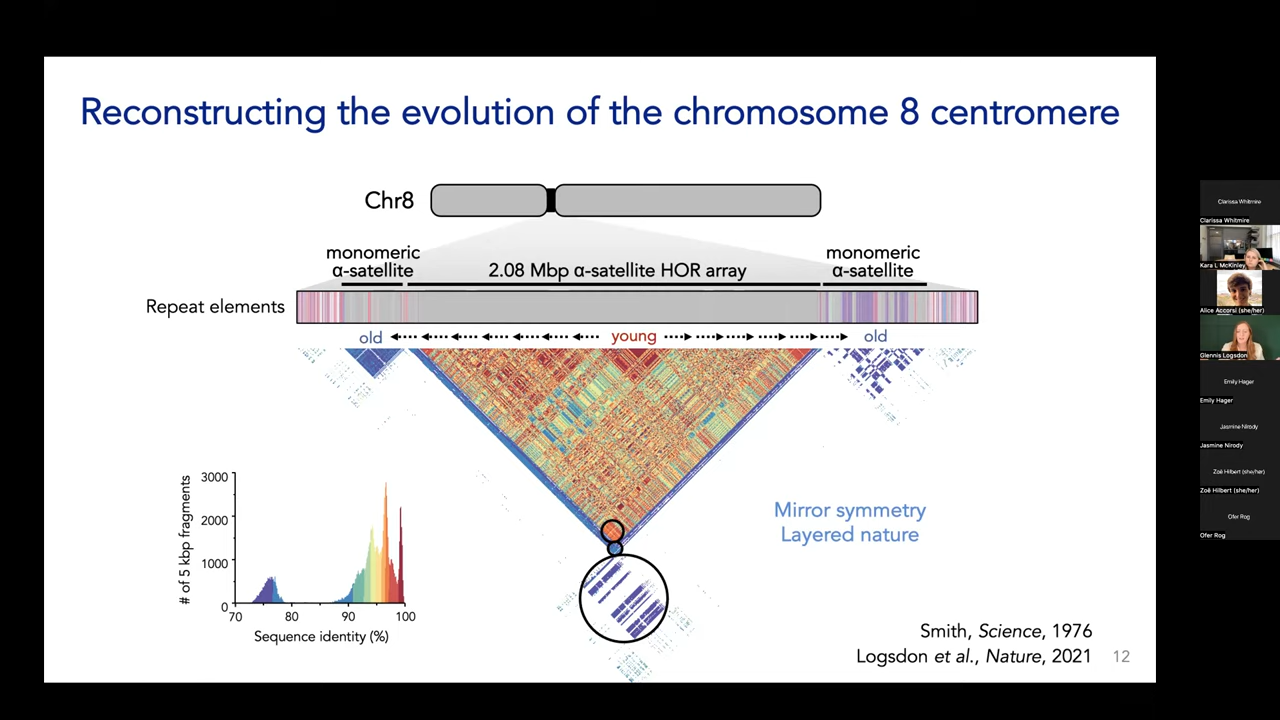 Reconstructing the evolution of the chromosome 8 centromere
Chr8
monomeric
α-satellite
2.08 Mbp α-satellite HOR array
monomeric
α-satellite
Repeat elements
old
young
old
# of 5 kbp fragments
3000
2000
1000
0
70
80
90
100
Sequence identity (%)
Mirror symmetry
Layered nature
Smith, Science, 1976
Logsdon et al., Nature, 2021
12
Clarissa Whitmire
Clarissa Whitmire
Kara L McKinley
Alice Accorsi (she/her)
Glennis Logsdon
Emily Hager
Emily Hager
Jasmine Nirody
Jasmine Nirody
Zoë Hilbert (she/her)
Zoë Hilbert (she/her)
Ofer Rog
Ofer Rog